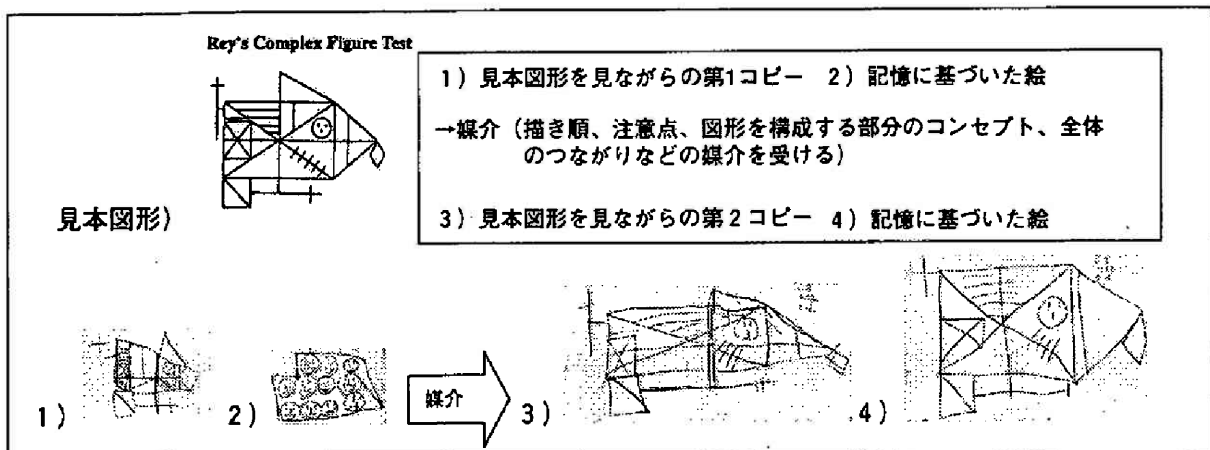 Rey's Complex Figure Test
1）見本図形を見ながらの第1コピー 2）記憶に基づいた絵
→媒介（描き順、注意点、図形を構成する部分のコンセプト、全体
のつながりなどの媒介を受ける）
3）見本図形を見ながらの第2コピー 4）記憶に基づいた絵
見本図形）
1） 2） 媒介 3） 4）